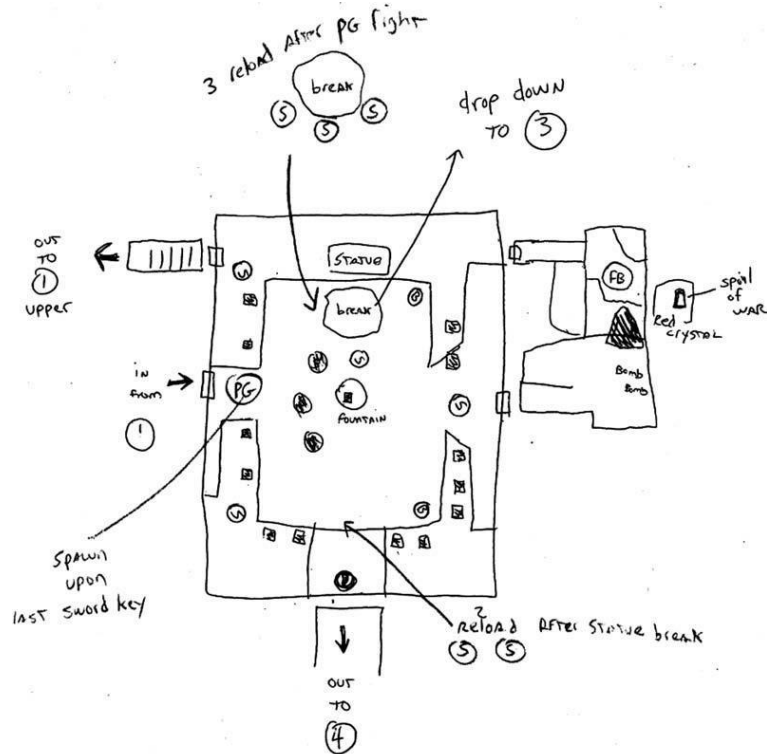 3 reload after PG fight
break
S S S
drop down
TO 3
OUT
TO
1
upper
STATUE
break
S
FB
spoil
of
WAR
Red
CRYSTAL
Bomb
Bomb
in
from
1
PG
S
FOUNTAIN
S
S
Spawn
upon
LAST SWORD KEY
2
RELOAD AFTER STATUE break
S S
OUT
TO
4